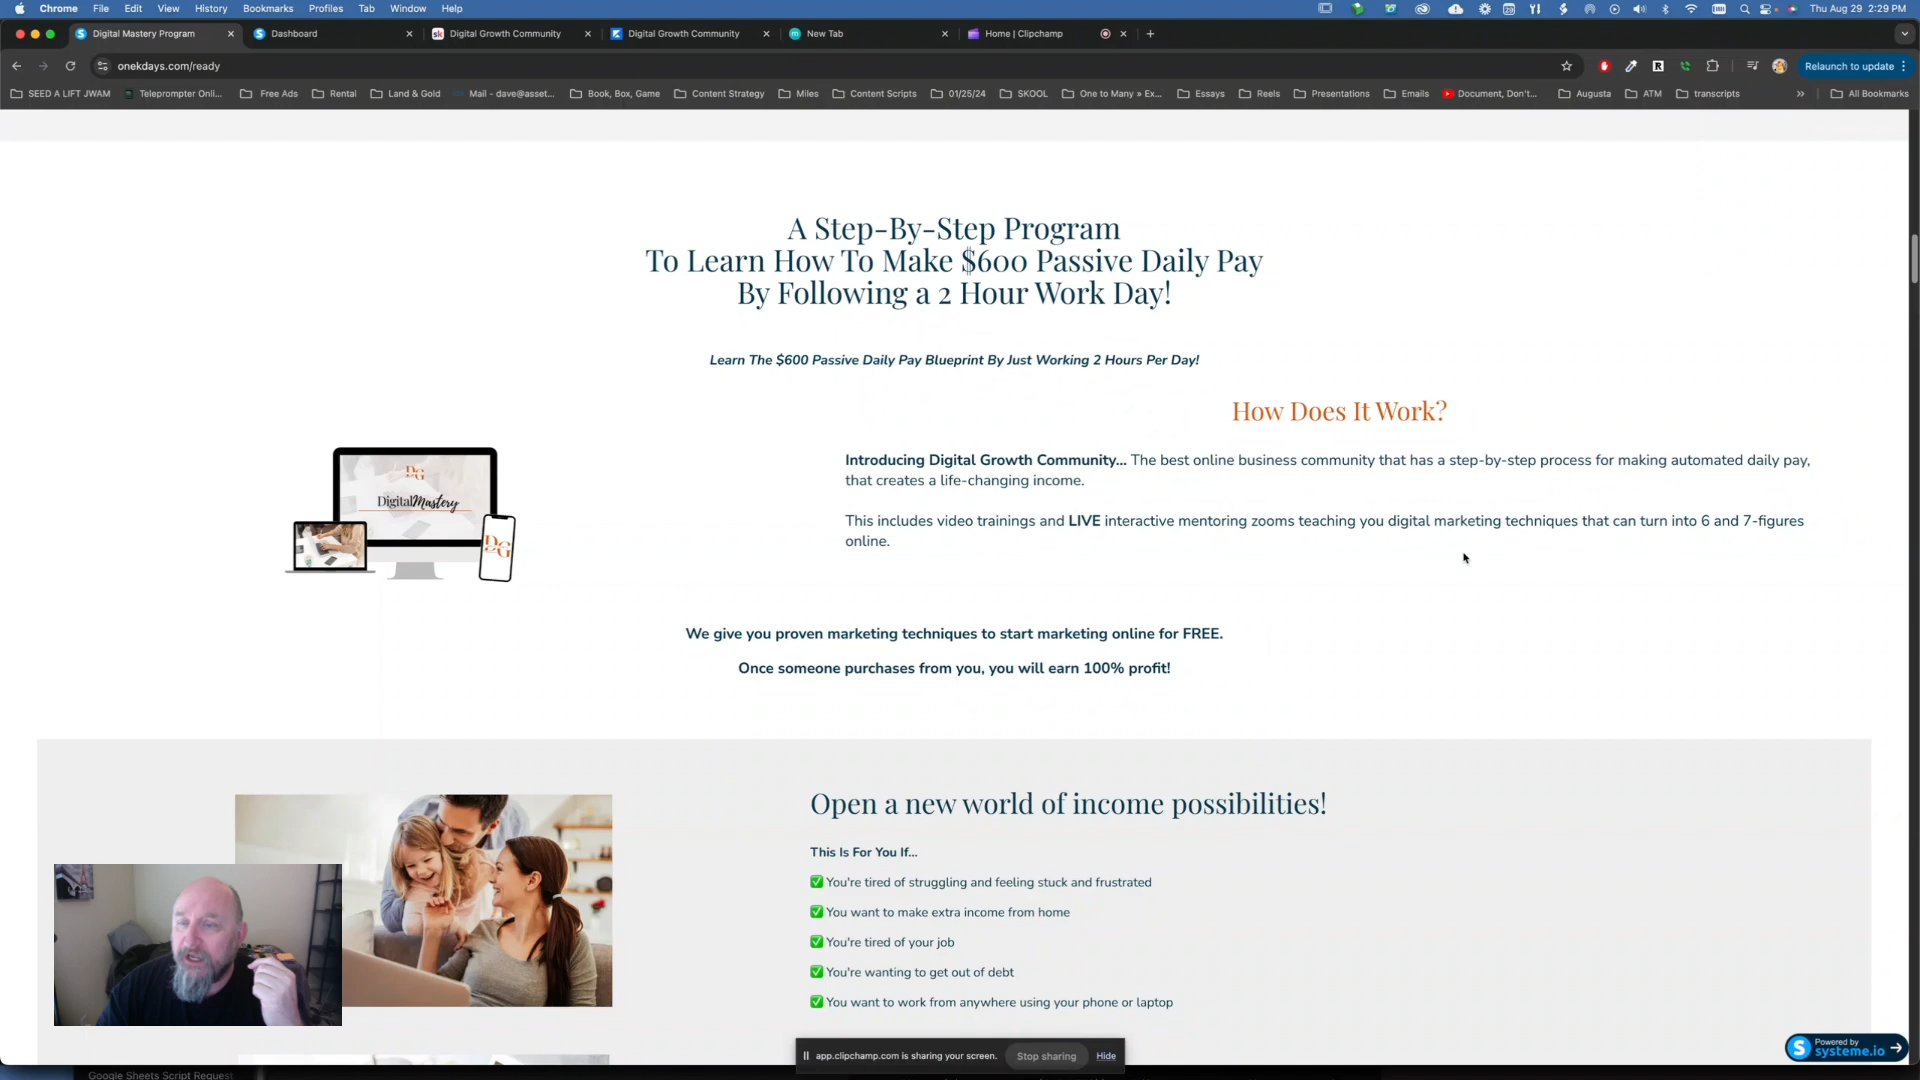 Chrome File Edit View History Bookmarks Profiles Tab Window Help
Thu Aug 29 2:29 PM
Digital Mastery Program
Dashboard
Digital Growth Community
Digital Growth Community
New Tab
Home | Clipchamp
onekdays.com/ready
Relaunch to update
SEED A LIFT JWAM
Teleprompter Onli...
Free Ads
Rental
Land & Gold
Mail - dave@asset...
Book, Box, Game
Content Strategy
Miles
Content Scripts
01/25/24
SKOOL
One to Many » Ex...
Essays
Reels
Presentations
Emails
Document, Don't...
Augusta
ATM
transcripts
All Bookmarks
A Step-By-Step Program
To Learn How To Make $600 Passive Daily Pay
By Following a 2 Hour Work Day!
Learn The $600 Passive Daily Pay Blueprint By Just Working 2 Hours Per Day!
How Does It Work?
Introducing Digital Growth Community... The best online business community that has a step-by-step process for making automated daily pay,
that creates a life-changing income.
This includes video trainings and LIVE interactive mentoring zooms teaching you digital marketing techniques that can turn into 6 and 7-figures
online.
DG
Digital Mastery
DG
We give you proven marketing techniques to start marketing online for FREE.
Once someone purchases from you, you will earn 100% profit!
Open a new world of income possibilities!
This Is For You If...
✅ You're tired of struggling and feeling stuck and frustrated
✅ You want to make extra income from home
✅ You're tired of your job
✅ You're wanting to get out of debt
✅ You want to work from anywhere using your phone or laptop
app.clipchamp.com is sharing your screen.
Stop sharing
Hide
Powered by
systeme.io
Google Sheets Script Request